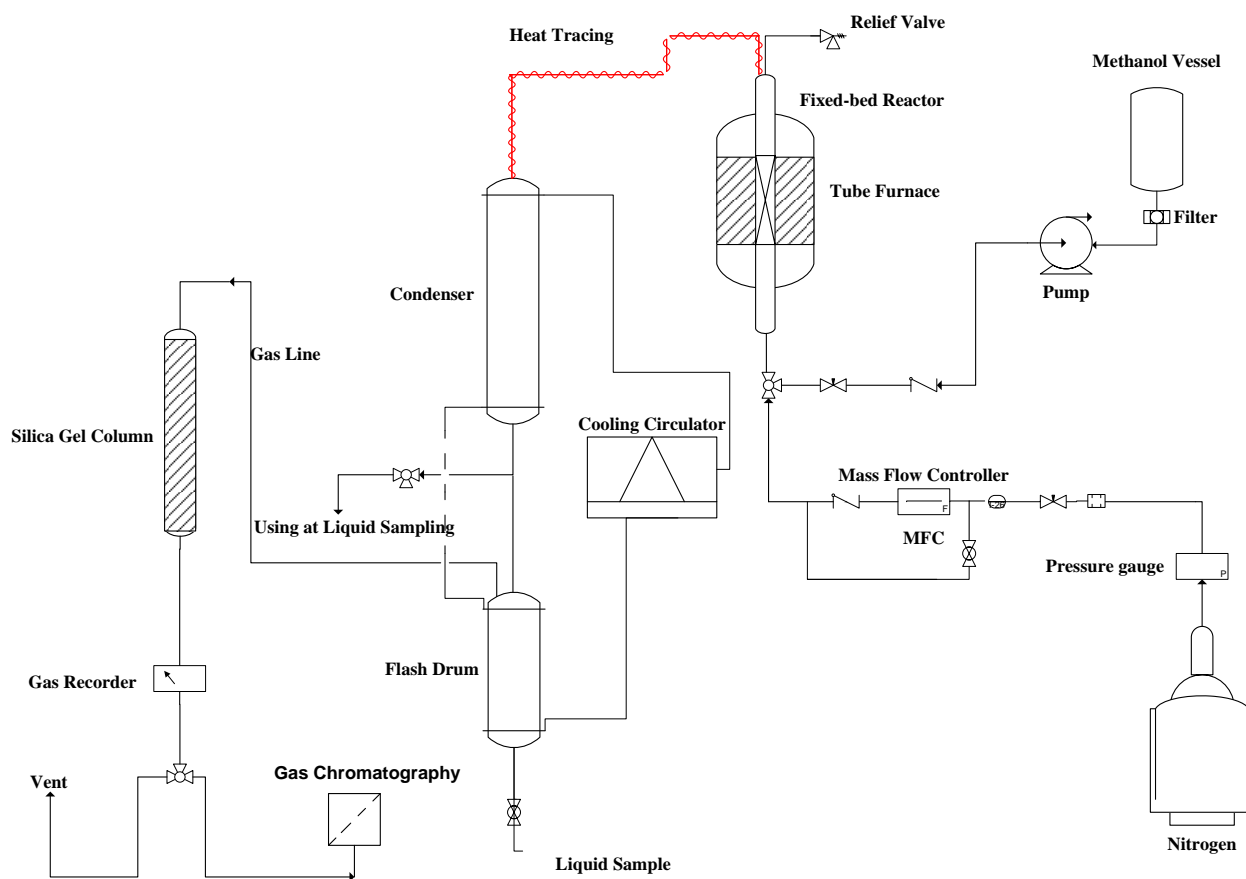 Relief Valve
Heat Tracing
Methanol Vessel
Fixed-bed Reactor
Tube Furnace
Filter
Condenser
Pump
Gas Line
Silica Gel Column
Cooling Circulator
Mass Flow Controller
F
Using at Liquid Sampling
MFC
Pressure gauge
P
Flash Drum
Gas Recorder
Gas Chromatography
Vent
Nitrogen
Liquid Sample